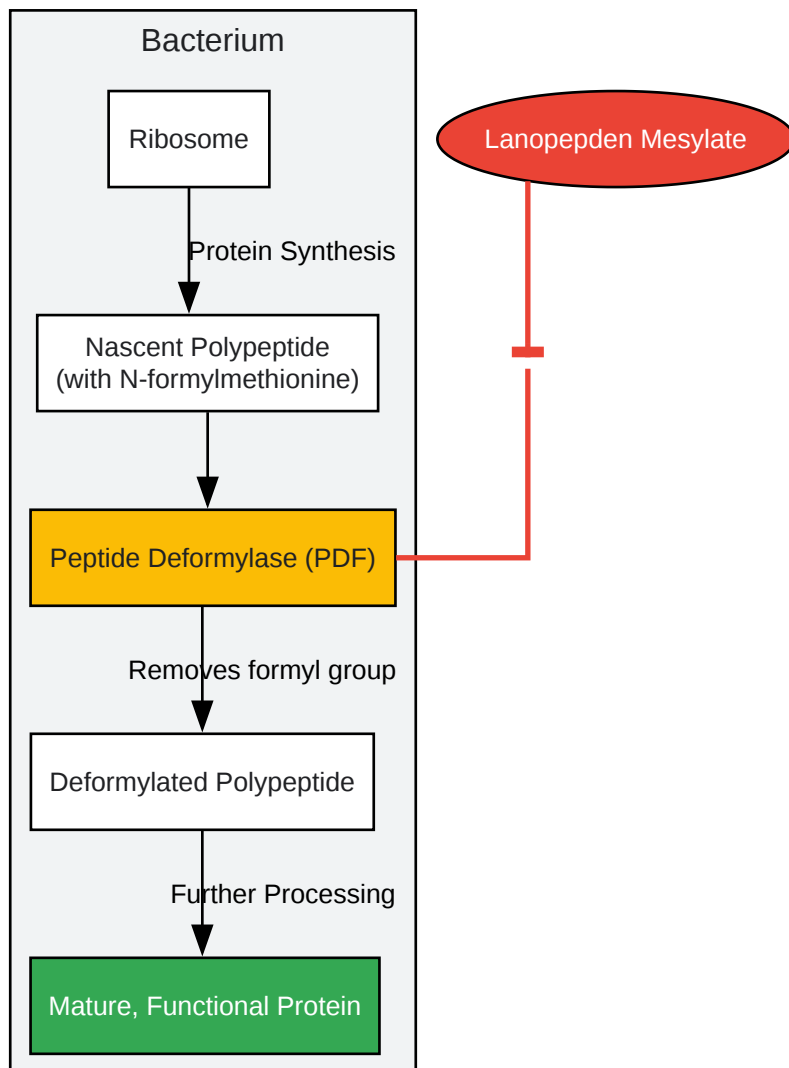 Bacterium
Ribosome
Lanopepden Mesylate
Protein Synthesis
Nascent Polypeptide
(with N-formylmethionine)
Peptide Deformylase (PDF)
Removes formyl group
Deformylated Polypeptide
Further Processing
Mature, Functional Protein